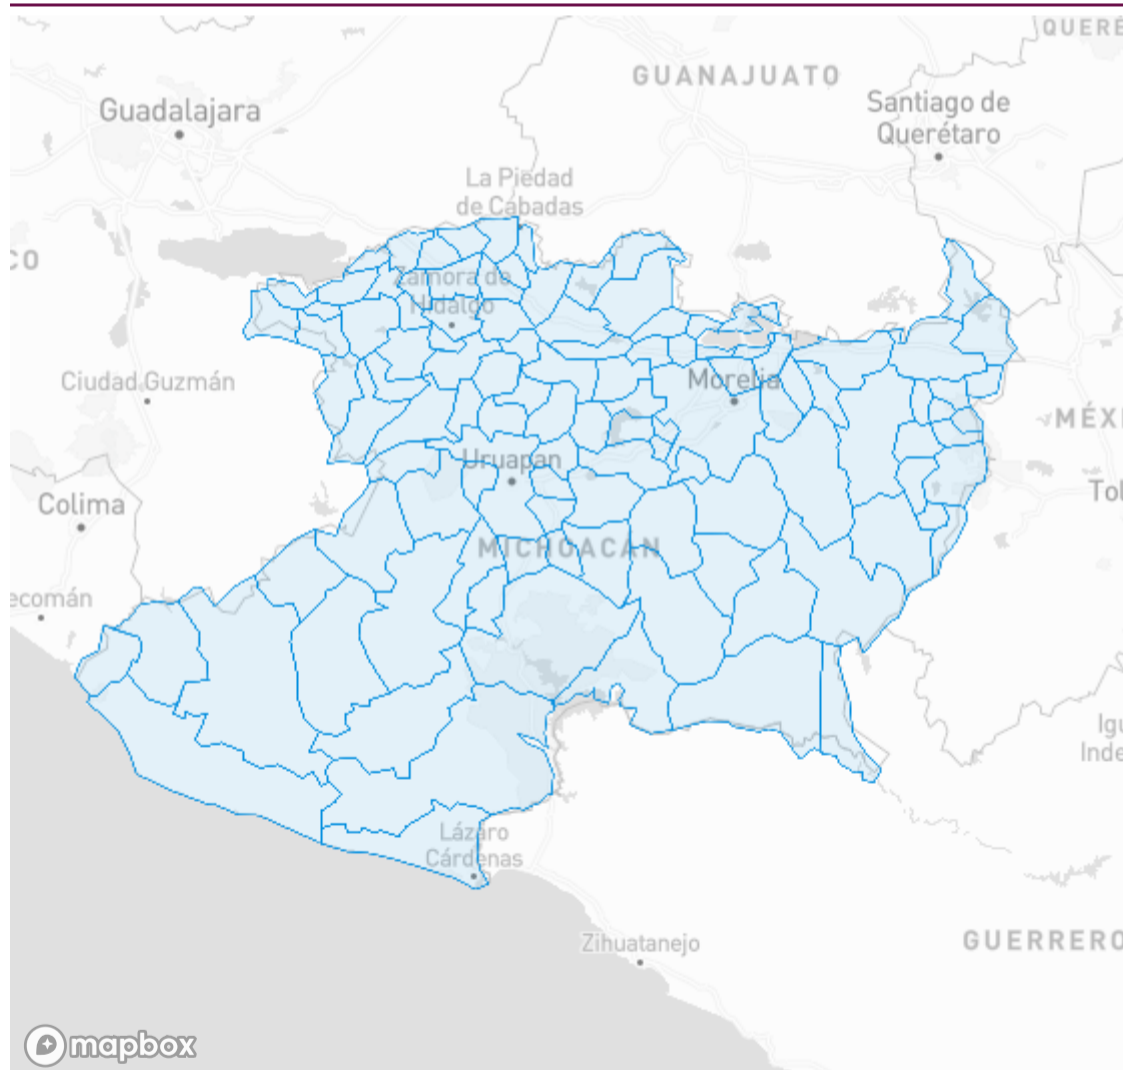 QUERÉ
GUANAJUATO
Guadalajara
Santiago de
Querétaro
La Piedad
de Cabadas
CO
Zamora de
Hidalgo
Ciudad Guzmán
Morelia
MÉXI
Uruapan
Colima
Tol
MICHOACÁN
ecomán
Igu
Inde
Lázaro
Cárdenas
Zihuatanejo
GUERRERO
mapbox